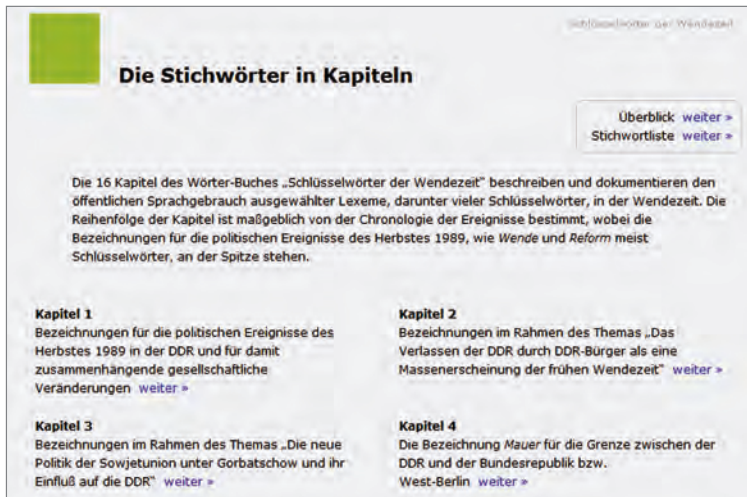 Schlüsselwörter der Wendezeit
Die Stichwörter in Kapiteln
Überblick weiter »
Stichwortliste weiter »
Die 16 Kapitel des Wörter-Buches „Schlüsselwörter der Wendezeit" beschreiben und dokumentieren den
öffentlichen Sprachgebrauch ausgewählter Lexeme, darunter vieler Schlüsselwörter, in der Wendezeit. Die
Reihenfolge der Kapitel ist maßgeblich von der Chronologie der Ereignisse bestimmt, wobei die
Bezeichnungen für die politischen Ereignisse des Herbstes 1989, wie Wende und Reform meist
Schlüsselwörter, an der Spitze stehen.
Kapitel 1
Bezeichnungen für die politischen Ereignisse des
Herbstes 1989 in der DDR und für damit
zusammenhängende gesellschaftliche
Veränderungen weiter »
Kapitel 2
Bezeichnungen im Rahmen des Themas „Das
Verlassen der DDR durch DDR-Bürger als eine
Massenerscheinung der frühen Wendezeit" weiter »
Kapitel 3
Bezeichnungen im Rahmen des Themas „Die neue
Politik der Sowjetunion unter Gorbatschow und ihr
Einfluß auf die DDR" weiter »
Kapitel 4
Die Bezeichnung Mauer für die Grenze zwischen der
DDR und der Bundesrepublik bzw.
West-Berlin weiter »